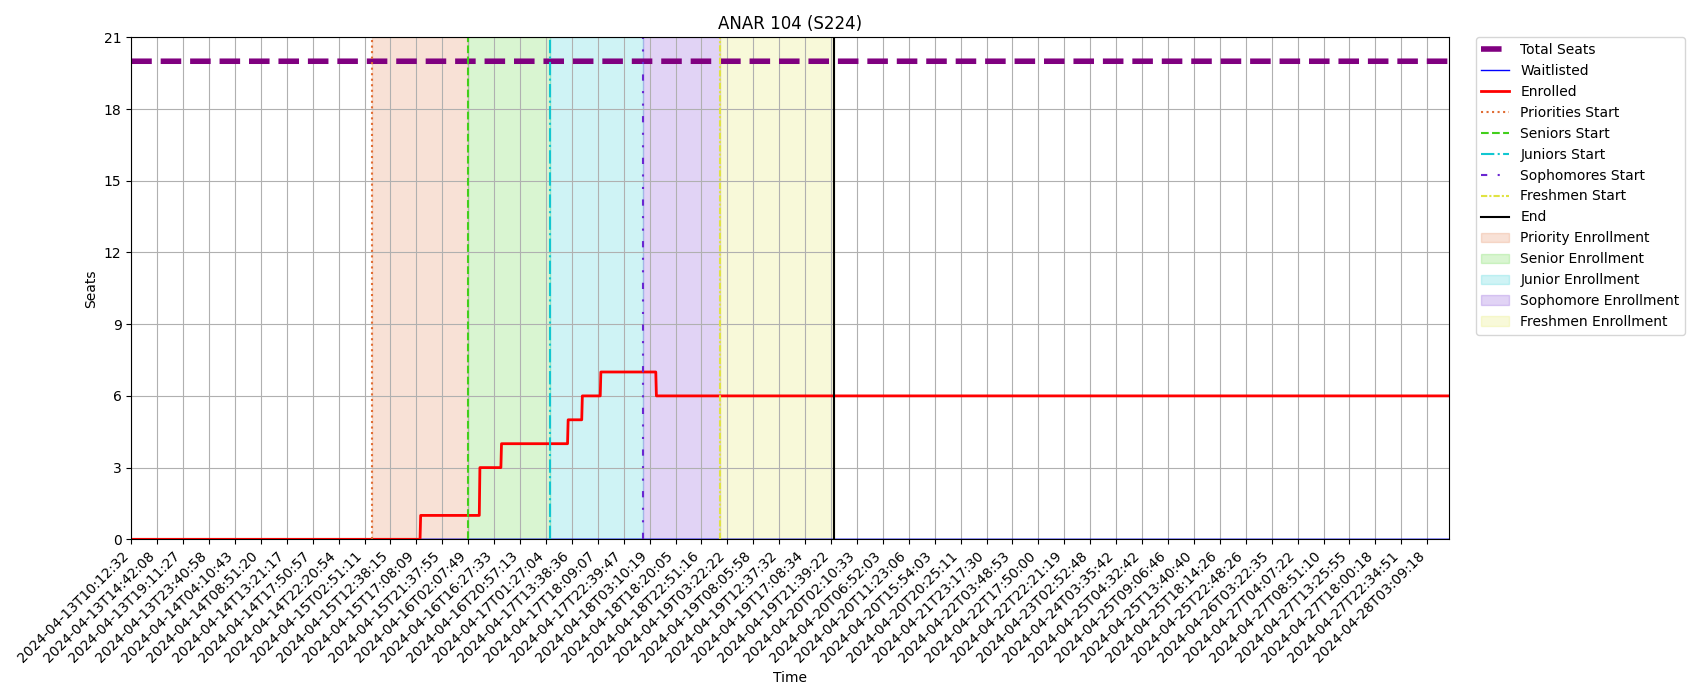 ANAR 104 (S224)
21
18
15
12
9
6
3
0
Seats
2024-04-13T10:12:32
2024-04-13T14:42:08
2024-04-13T19:11:27
2024-04-13T23:40:58
2024-04-14T04:10:43
2024-04-14T08:51:20
2024-04-14T13:21:17
2024-04-14T17:50:57
2024-04-14T22:20:54
2024-04-15T02:51:11
2024-04-15T12:38:15
2024-04-15T17:08:09
2024-04-15T21:37:55
2024-04-16T02:07:49
2024-04-16T16:27:33
2024-04-16T20:57:13
2024-04-17T01:27:04
2024-04-17T13:38:36
2024-04-17T18:09:07
2024-04-17T22:39:47
2024-04-18T03:10:19
2024-04-18T18:20:05
2024-04-18T22:51:16
2024-04-19T03:22:22
2024-04-19T08:05:58
2024-04-19T12:37:32
2024-04-19T17:08:34
2024-04-19T21:39:22
2024-04-20T02:10:33
2024-04-20T06:52:03
2024-04-20T11:23:06
2024-04-20T15:54:03
2024-04-20T20:25:11
2024-04-21T23:17:30
2024-04-22T03:48:53
2024-04-22T17:50:00
2024-04-22T22:21:19
2024-04-23T02:52:48
2024-04-24T03:35:42
2024-04-25T04:32:42
2024-04-25T09:06:46
2024-04-25T13:40:40
2024-04-25T18:14:26
2024-04-25T22:48:26
2024-04-26T03:22:35
2024-04-27T04:07:22
2024-04-27T08:51:10
2024-04-27T13:25:55
2024-04-27T18:00:18
2024-04-27T22:34:51
2024-04-28T03:09:18
Time
Total Seats
Waitlisted
Enrolled
Priorities Start
Seniors Start
Juniors Start
Sophomores Start
Freshmen Start
End
Priority Enrollment
Senior Enrollment
Junior Enrollment
Sophomore Enrollment
Freshmen Enrollment